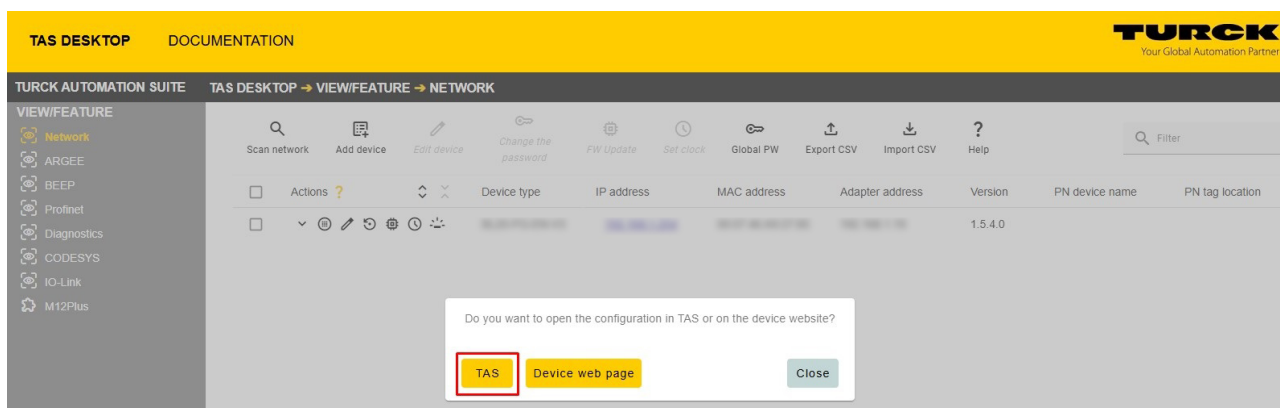 TAS DESKTOP DOCUMENTATION
TURCK
Your Global Automation Partner
TURCK AUTOMATION SUITE TAS DESKTOP ➔ VIEW/FEATURE ➔ NETWORK
VIEW/FEATURE
Network
ARGEE
BEEP
Profinet
Diagnostics
CODESYS
IO-Link
M12Plus
Scan network Add device Edit device Change the password FW Update Set clock Global PW Export CSV Import CSV ? Help Filter
Actions ? Device type IP address MAC address Adapter address Version PN device name PN tag location
1.5.4.0
Do you want to open the configuration in TAS or on the device website?
TAS Device web page Close